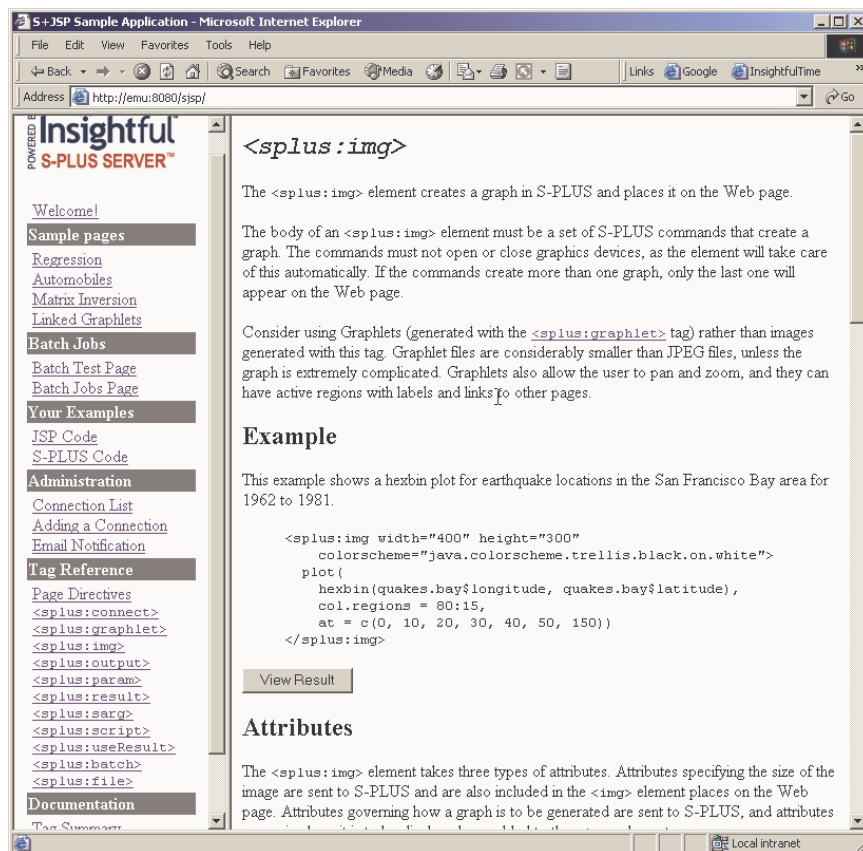 S+JSP Sample Application - Microsoft Internet Explorer
File Edit View Favorites Tools Help
Back Search Favorites Media Links Google InsightfulTime »
Address http://emu:8080/sjsp/ Go
POWERED B
Insightful
S-PLUS SERVER™
Welcome!
Sample pages
Regression
Automobiles
Matrix Inversion
Linked Graphlets
Batch Jobs
Batch Test Page
Batch Jobs Page
Your Examples
JSP Code
S-PLUS Code
Administration
Connection List
Adding a Connection
Email Notification
Tag Reference
Page Directives
<splus:connect>
<splus:graphlet>
<splus:img>
<splus:output>
<splus:param>
<splus:result>
<splus:sarg>
<splus:script>
<splus:useResult>
<splus:batch>
<splus:file>
Documentation
Tag Summary
<splus:img>
The <splus:img> element creates a graph in S-PLUS and places it on the Web page.
The body of an <splus:img> element must be a set of S-PLUS commands that create a
graph. The commands must not open or close graphics devices, as the element will take care
of this automatically. If the commands create more than one graph, only the last one will
appear on the Web page.
Consider using Graphlets (generated with the <splus:graphlet> tag) rather than images
generated with this tag. Graphlet files are considerably smaller than JPEG files, unless the
graph is extremely complicated. Graphlets also allow the user to pan and zoom, and they can
have active regions with labels and links to other pages.
Example
This example shows a hexbin plot for earthquake locations in the San Francisco Bay area for
1962 to 1981.
<splus:img width="400" height="300"
colorscheme="java.colorscheme.trellis.black.on.white">
plot(
hexbin(quakes.bay$longitude, quakes.bay$latitude),
col.regions = 80:15,
at = c(0, 10, 20, 30, 40, 50, 150))
</splus:img>
View Result
Attributes
The <splus:img> element takes three types of attributes. Attributes specifying the size of the
image are sent to S-PLUS and are also included in the <img> element places on the Web
page. Attributes governing how a graph is to be generated are sent to S-PLUS, and attributes
Local intranet